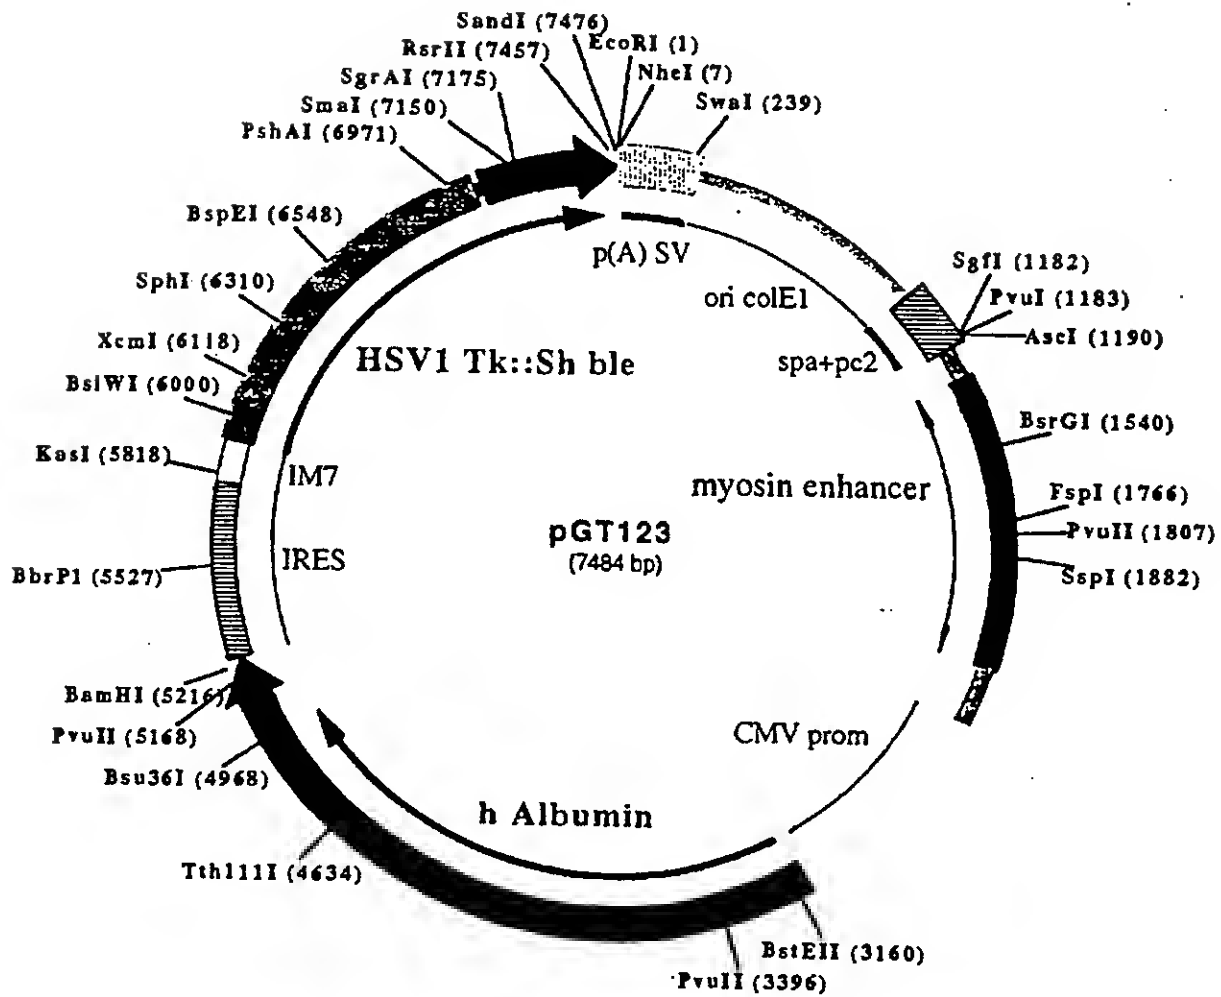 SandI (7476)
EcoRI (1)
RsrII (7457)
NheI (7)
SgrAI (7175)
SwaI (239)
SmaI (7150)
PshAI (6971)
BspEI (6548)
p(A) SV
SgfI (1182)
SphI (6310)
ori colE1
PvuI (1183)
XcmI (6118)
AscI (1190)
HSV1 Tk::Sh ble
spa+pc2
BsiWI (6000)
BsrGI (1540)
KasI (5818)
IM7
myosin enhancer
FspI (1766)
pGT123
PvuII (1807)
(7484 bp)
IRES
BbrP1 (5527)
SspI (1882)
BamHI (5216)
PvuII (5168)
CMV prom
Bsu36I (4968)
h Albumin
Tth111I (4634)
BstEII (3160)
PvuII (3396)